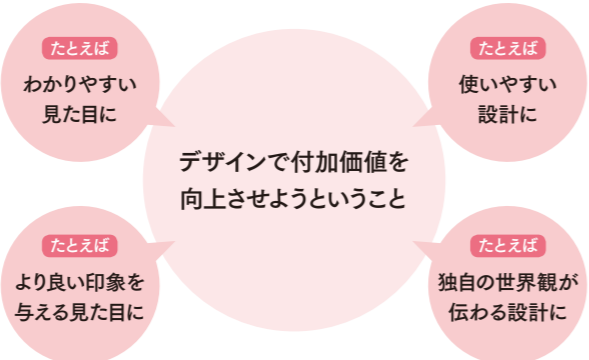 たとえば
わかりやすい
見た目に
たとえば
使いやすい
設計に
デザインで付加価値を
向上させようということ
たとえば
より良い印象を
与える見た目に
たとえば
独自の世界観が
伝わる設計に